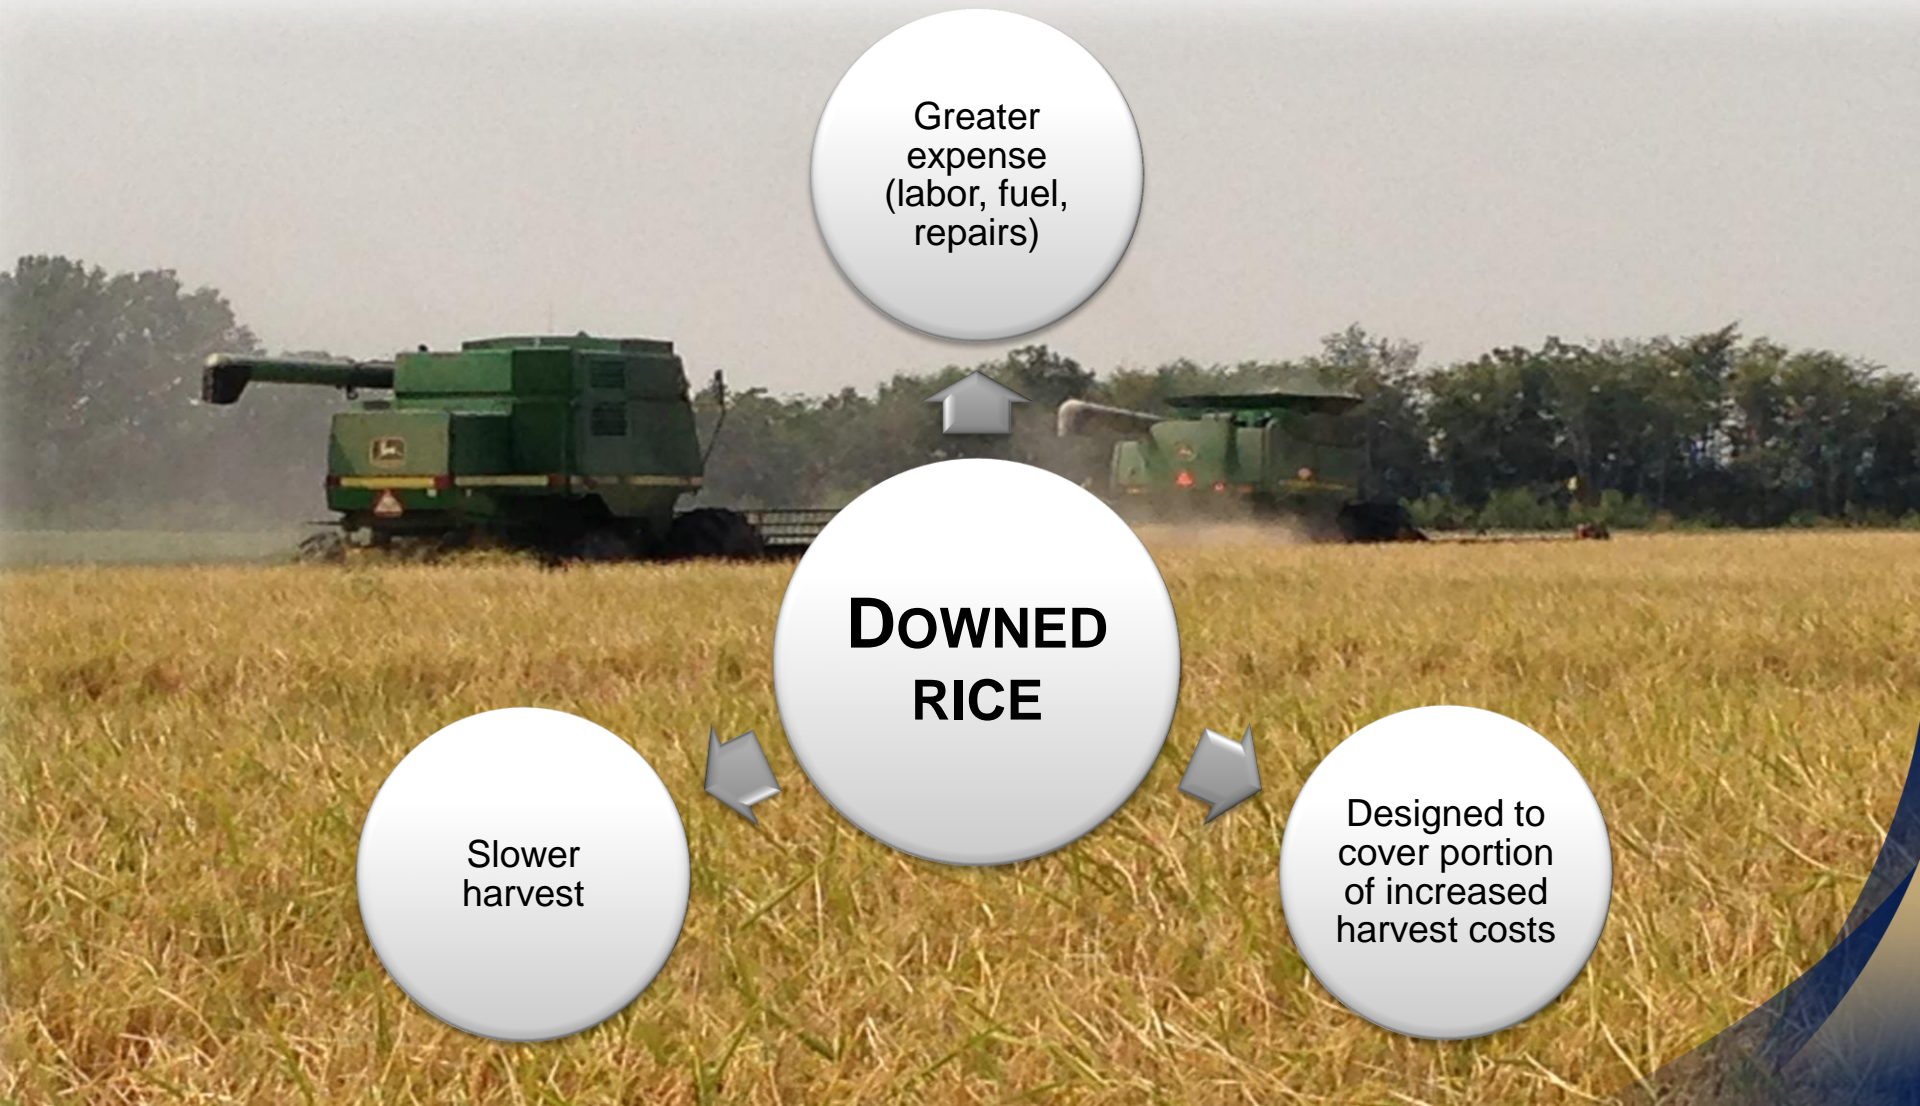 Greater
expense
(labor, fuel,
repairs)
DOWNED
RICE
Slower
harvest
Designed to
cover portion
of increased
harvest costs